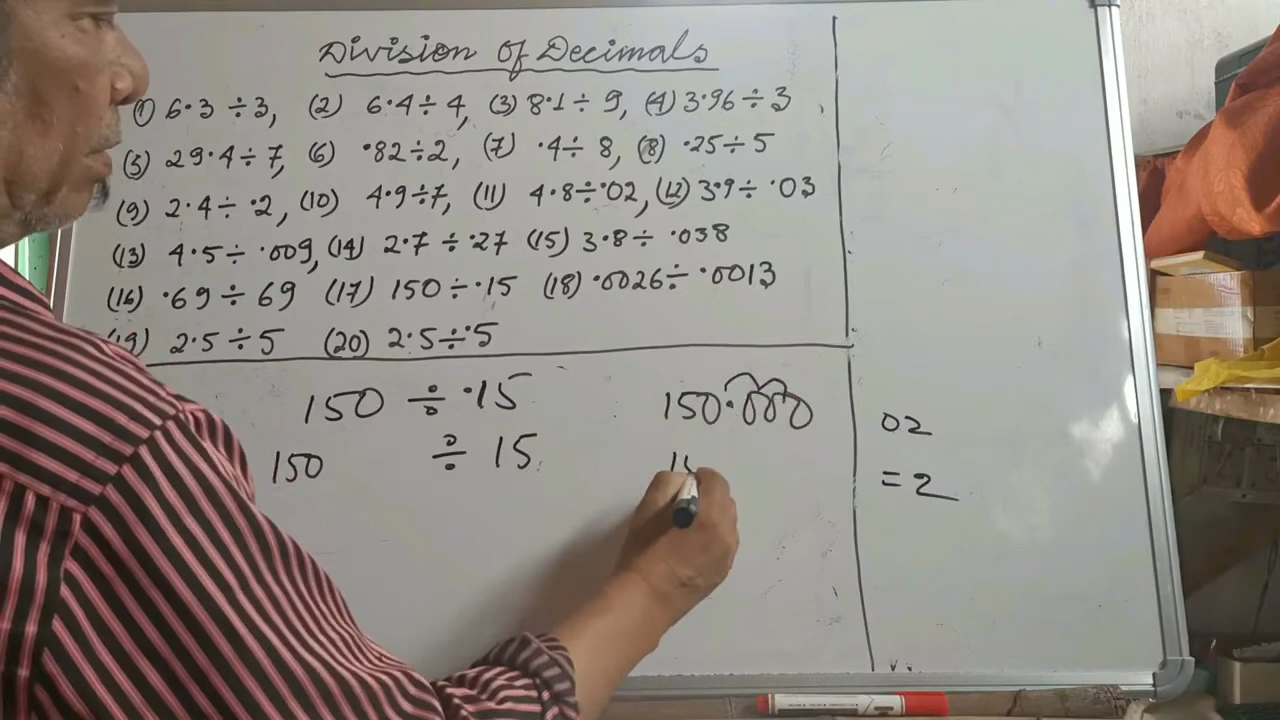 Division of Decimals
(1) 6.3 ÷ 3, (2) 6.4 ÷ 4, (3) 8.1 ÷ 9, (4) 3.96 ÷ 3
(5) 29.4 ÷ 7, (6) .82 ÷ 2, (7) .4 ÷ 8, (8) .25 ÷ 5
(9) 2.4 ÷ .2, (10) 4.9 ÷ 7, (11) 4.8 ÷ .02, (12) 3.9 ÷ .03
(13) 4.5 ÷ .009, (14) 2.7 ÷ .27 (15) 3.8 ÷ .038
(16) .69 ÷ 69 (17) 150 ÷ .15 (18) .0026 ÷ .0013
(19) 2.5 ÷ 5 (20) 2.5 ÷ .5
150 ÷ .15
150 ÷ 15
150.000
02
= 2